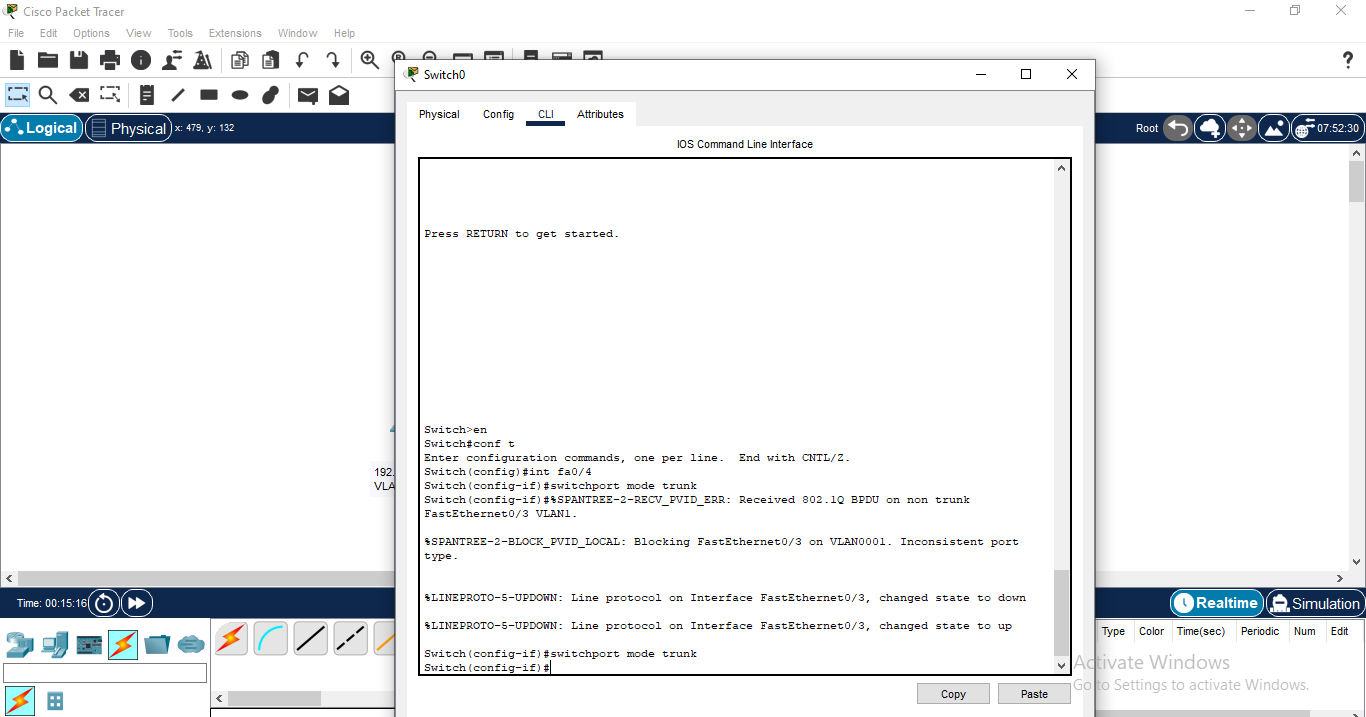 Cisco Packet Tracer
File Edit Options View Tools Extensions Window Help
Switch0
Physical Config CLI Attributes
Logical Physical x: 479, y: 132
Root 07:52:30
IOS Command Line Interface
Press RETURN to get started.
Switch>en
Switch#conf t
Enter configuration commands, one per line. End with CNTL/Z.
Switch(config)#int fa0/4
Switch(config-if)#switchport mode trunk
Switch(config-if)#%SPANTREE-2-RECV_PVID_ERR: Received 802.1Q BPDU on non trunk
FastEthernet0/3 VLAN1.
%SPANTREE-2-BLOCK_PVID_LOCAL: Blocking FastEthernet0/3 on VLAN0001. Inconsistent port
type.
%LINEPROTO-5-UPDOWN: Line protocol on Interface FastEthernet0/3, changed state to down
%LINEPROTO-5-UPDOWN: Line protocol on Interface FastEthernet0/3, changed state to up
Switch(config-if)#switchport mode trunk
Switch(config-if)#
192.
VLA
Copy Paste
Time: 00:15:16
Realtime Simulation
Type Color Time(sec) Periodic Num Edit
Activate Windows
Go to Settings to activate Windows.